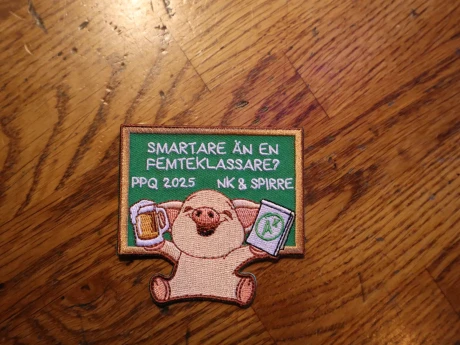 SMARTARE ÄN EN
FEMTEKLASSARE?
PPQ 2025 NK & SPIRRE
A+